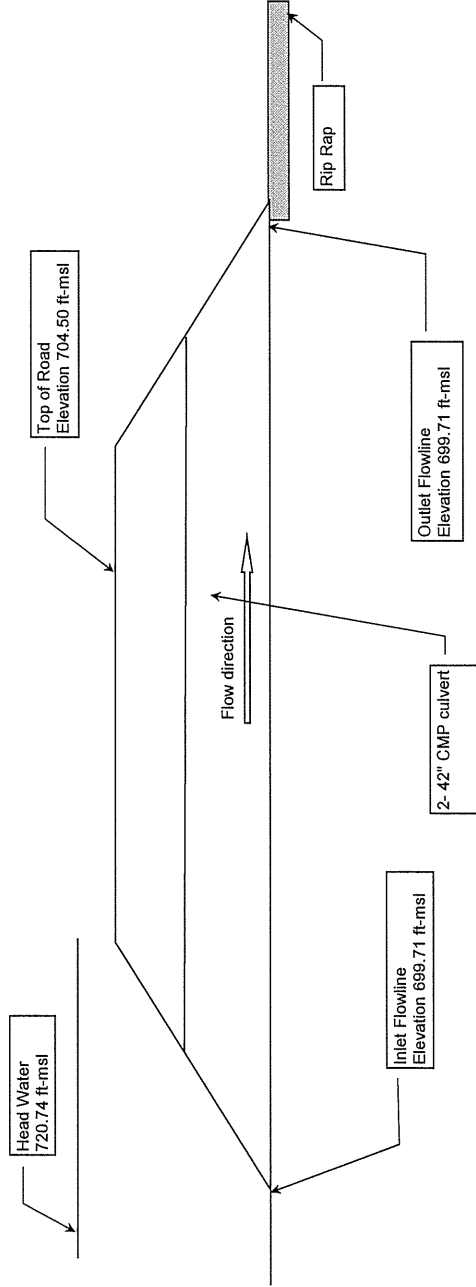 Head Water
720.74 ft-msl
Top of Road
Elevation 704.50 ft-msl
Flow direction
Inlet Flowline
Elevation 699.71 ft-msl
2- 42" CMP culvert
Outlet Flowline
Elevation 699.71 ft-msl
Rip Rap